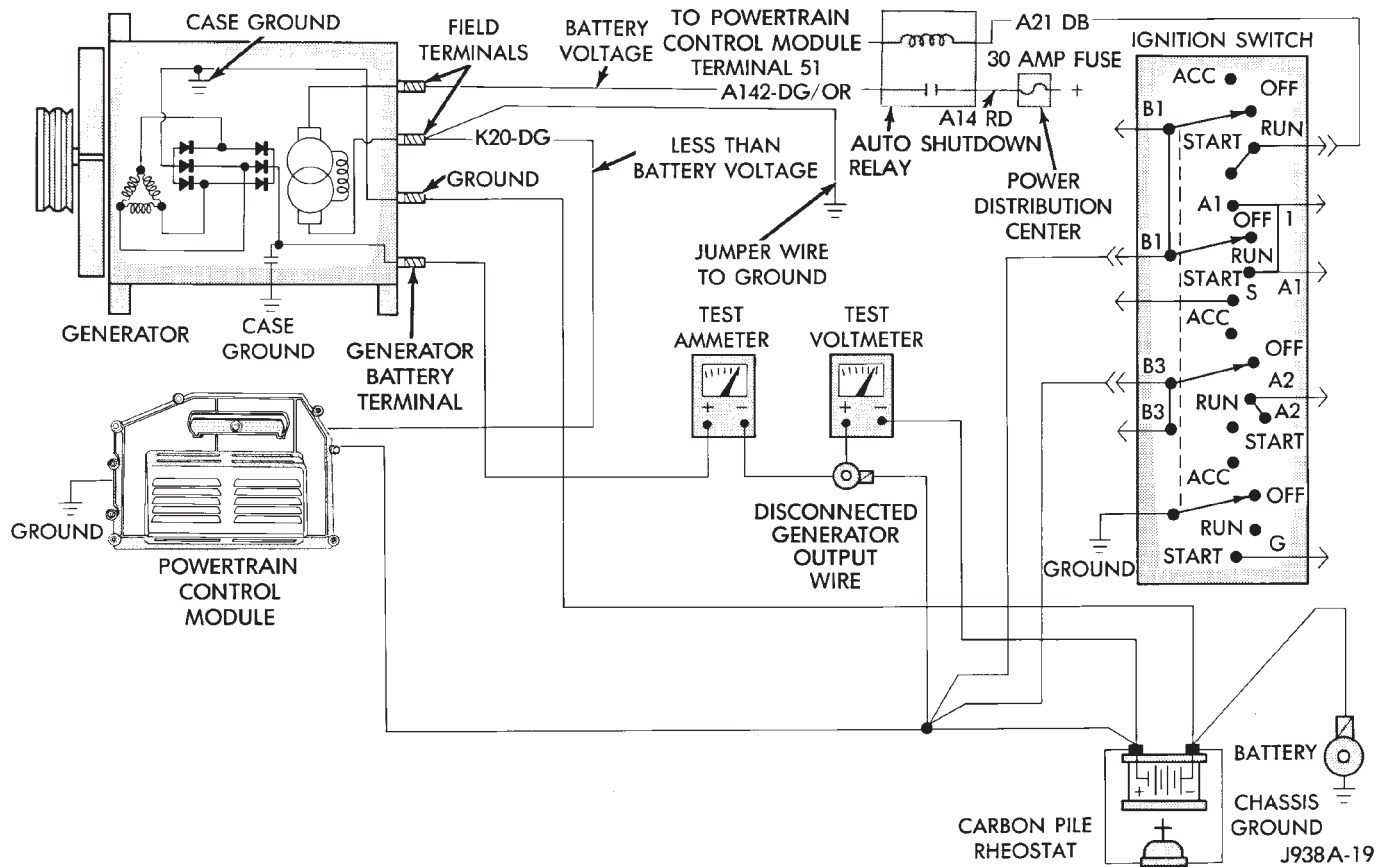 CASE GROUND
FIELD
TERMINALS
BATTERY
VOLTAGE
TO POWERTRAIN
CONTROL MODULE
TERMINAL 51
A21 DB
IGNITION SWITCH
30 AMP FUSE
+
A142-DG/OR
A14 RD
AUTO SHUTDOWN
RELAY
POWER
DISTRIBUTION
CENTER
K20-DG
LESS THAN
BATTERY VOLTAGE
GROUND
JUMPER WIRE
TO GROUND
ACC
OFF
B1
START
RUN
A1
OFF
1
B1
RUN
START
A1
S
ACC
OFF
B3
A2
RUN
A2
B3
START
ACC
OFF
RUN
START
G
GROUND
GENERATOR
CASE
GROUND
GENERATOR
BATTERY
TERMINAL
TEST
AMMETER
+ -
TEST
VOLTMETER
+ -
DISCONNECTED
GENERATOR
OUTPUT
WIRE
GROUND
POWERTRAIN
CONTROL
MODULE
BATTERY
+ -
CHASSIS
GROUND
CARBON PILE
RHEOSTAT
J938A-19